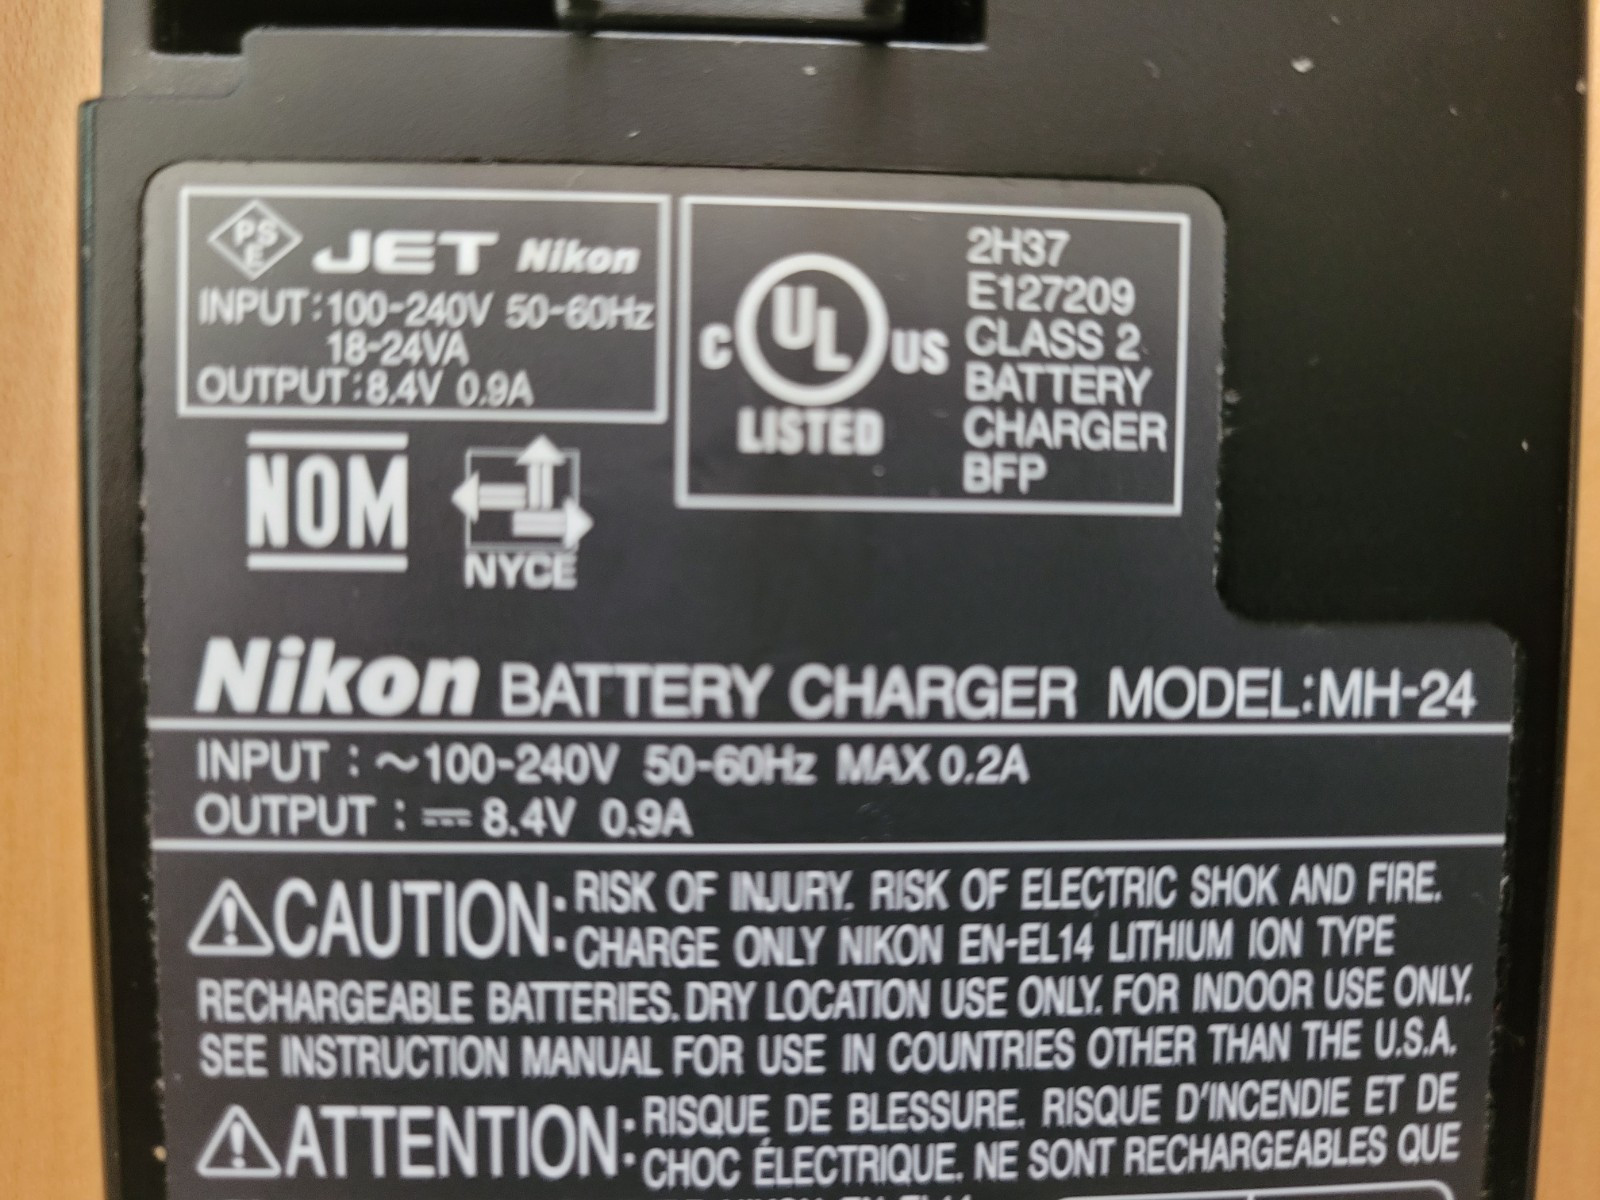 PSE JET Nikon
INPUT:100-240V 50-60Hz
18-24VA
OUTPUT:8.4V 0.9A
C UL US
LISTED
2H37
E127209
CLASS 2
BATTERY
CHARGER
BFP
NOM
NYCE
Nikon BATTERY CHARGER MODEL:MH-24
INPUT : ~100-240V 50-60Hz MAX 0.2A
OUTPUT : ⎓ 8.4V 0.9A
⚠CAUTION: RISK OF INJURY. RISK OF ELECTRIC SHOK AND FIRE.
CHARGE ONLY NIKON EN-EL14 LITHIUM ION TYPE
RECHARGEABLE BATTERIES. DRY LOCATION USE ONLY. FOR INDOOR USE ONLY.
SEE INSTRUCTION MANUAL FOR USE IN COUNTRIES OTHER THAN THE U.S.A.
⚠ATTENTION: RISQUE DE BLESSURE. RISQUE D'INCENDIE ET DE
CHOC ÉLECTRIQUE. NE SONT RECHARGEABLES QUE